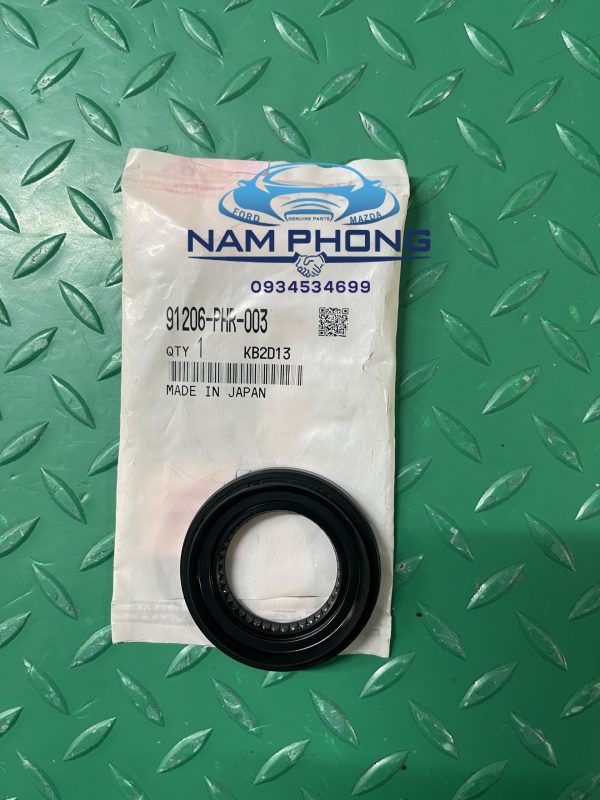 FORD
GENUINE PARTS
MAZDA
NAM PHONG
0934534699
91206-PHR-003
QTY 1 KB2D13
MADE IN JAPAN